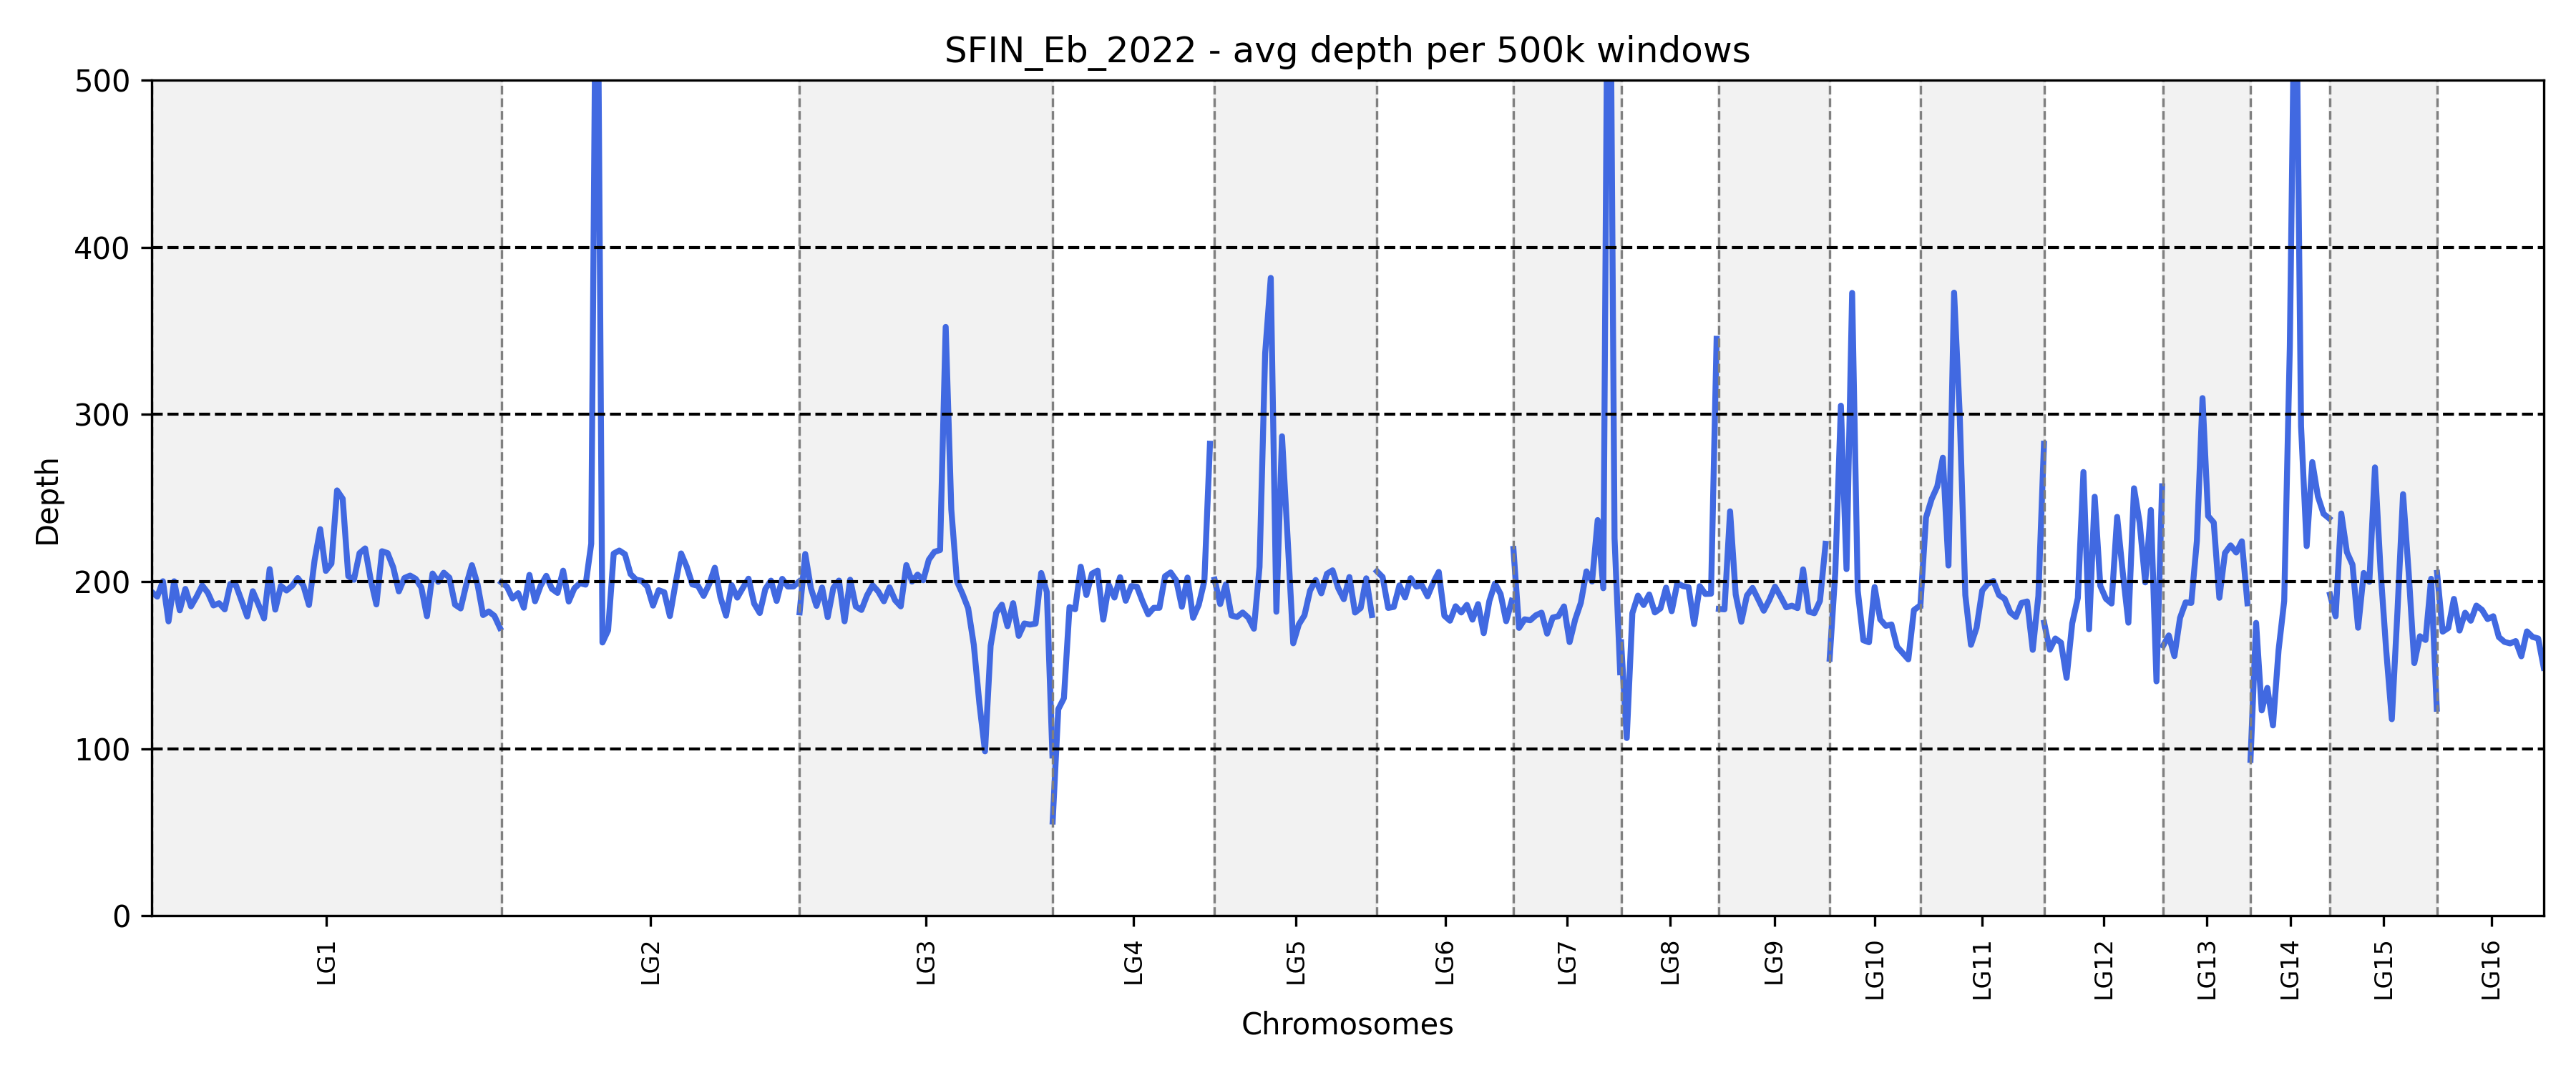 SFIN_Eb_2022 - avg depth per 500k windows
500
400
300
200
100
0
Depth
LG1
LG2
LG3
LG4
LG5
LG6
LG7
LG8
LG9
LG10
LG11
LG12
LG13
LG14
LG15
LG16
Chromosomes